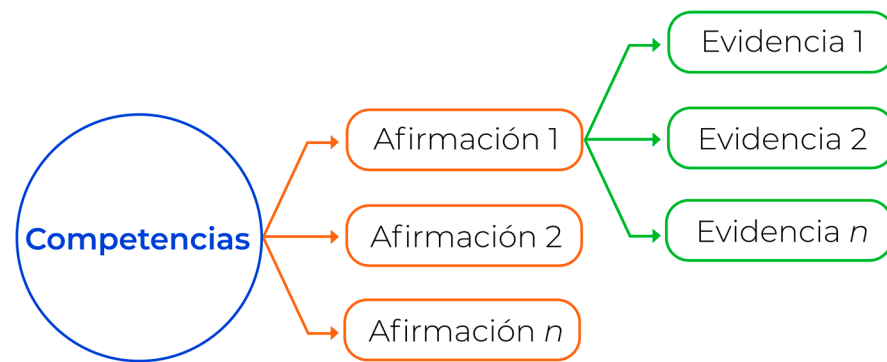 Competencias
Afirmación 1
Afirmación 2
Afirmación n
Evidencia 1
Evidencia 2
Evidencia n